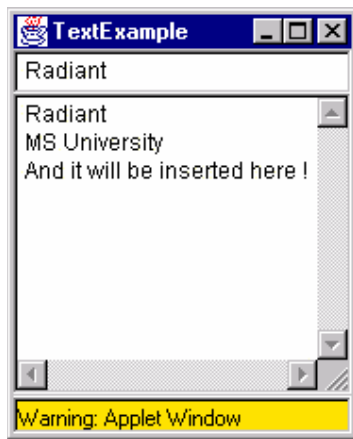 TextExample
Radiant
Radiant
MS University
And it will be inserted here !
Warning: Applet Window